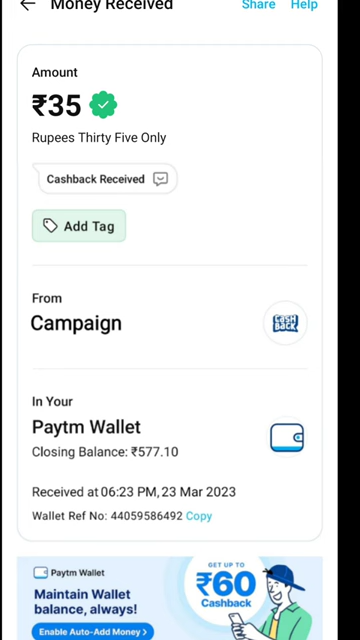 Money Received
Share
Help
Amount
₹35
Rupees Thirty Five Only
Cashback Received
Add Tag
From
Campaign
CASH
BACK
In Your
Paytm Wallet
Closing Balance: ₹577.10
Received at 06:23 PM, 23 Mar 2023
Wallet Ref No: 44059586492 Copy
Paytm Wallet
Maintain Wallet
balance, always!
Enable Auto-Add Money >
GET UP TO
₹60
Cashback